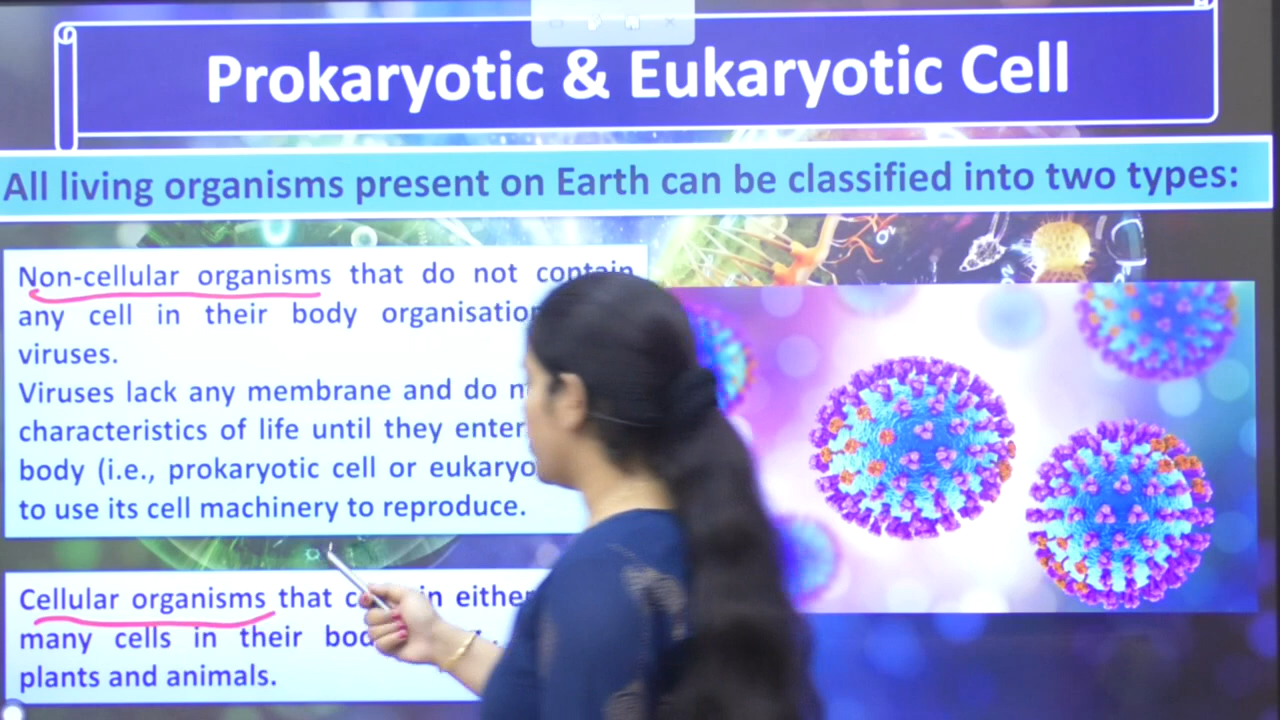 Prokaryotic & Eukaryotic Cell
All living organisms present on Earth can be classified into two types:
Non-cellular organisms that do not contain
any cell in their body
viruses.
Viruses lack any membrane and do
characteristics of life until they enter
body (i.e., prokaryotic cell or
to use its cell machinery to reproduce.
Cellular organisms that
many cells in their
plants and animals.